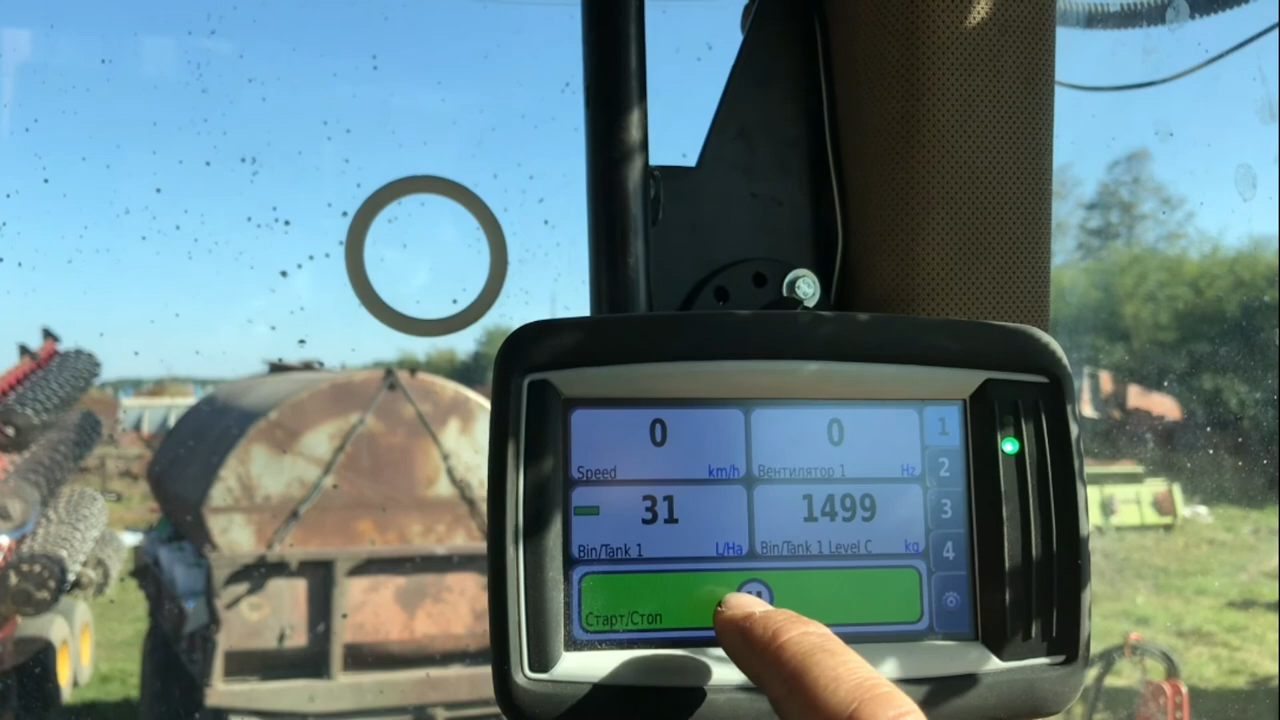 0
Speed km/h
0
Вентилятор 1 Hz
31
Bin/Tank 1 L/Ha
1499
Bin/Tank 1 Level C kg
Старт/Стоп
1
2
3
4